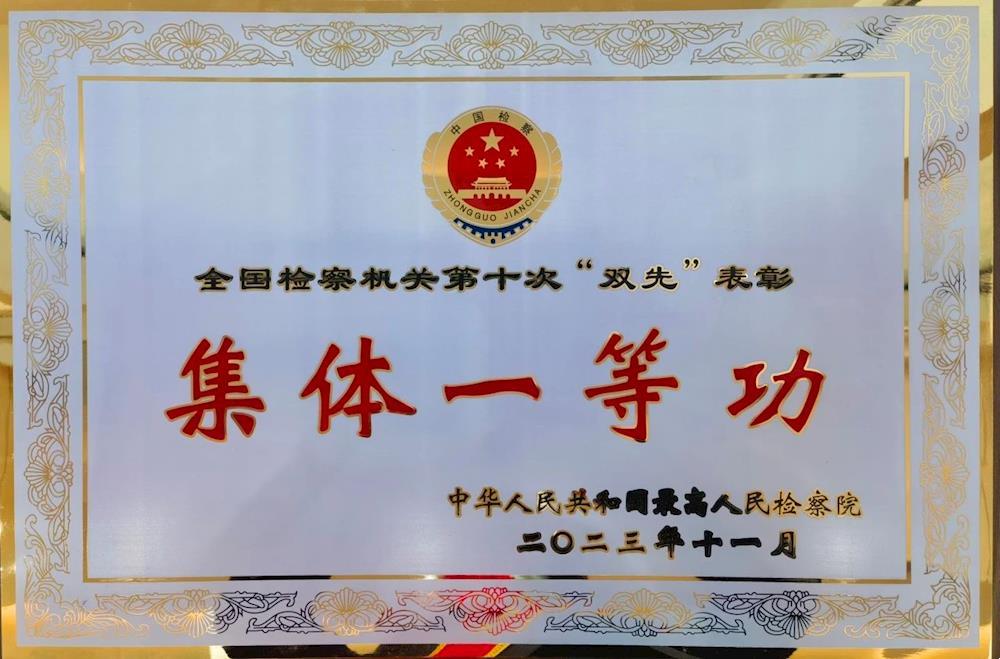 中国检察
ZHONGGUO JIANCHA
全国检察机关第十次“双先”表彰
集体一等功
中华人民共和国最高人民检察院
二〇二三年十一月